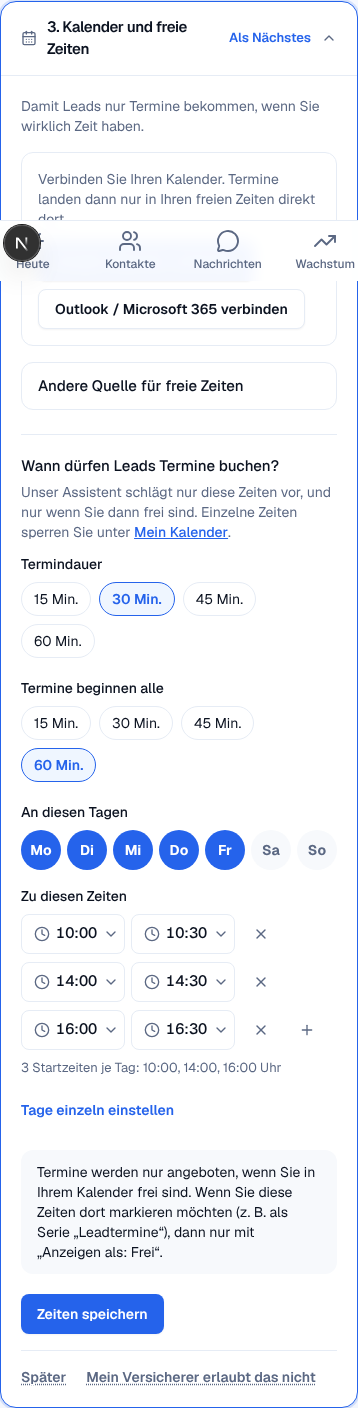 3. Kalender und freie
Zeiten
Als Nächstes
Damit Leads nur Termine bekommen, wenn Sie
wirklich Zeit haben.
Verbinden Sie Ihren Kalender. Termine
landen dann nur in Ihren freien Zeiten direkt
dort
N
Heute
Kontakte
Nachrichten
Wachstum
Outlook / Microsoft 365 verbinden
Andere Quelle für freie Zeiten
Wann dürfen Leads Termine buchen?
Unser Assistent schlägt nur diese Zeiten vor, und
nur wenn Sie dann frei sind. Einzelne Zeiten
sperren Sie unter Mein Kalender.
Termindauer
15 Min.
30 Min.
45 Min.
60 Min.
Termine beginnen alle
15 Min.
30 Min.
45 Min.
60 Min.
An diesen Tagen
Mo
Di
Mi
Do
Fr
Sa
So
Zu diesen Zeiten
10:00
10:30
14:00
14:30
16:00
16:30
3 Startzeiten je Tag: 10:00, 14:00, 16:00 Uhr
Tage einzeln einstellen
Termine werden nur angeboten, wenn Sie in
Ihrem Kalender frei sind. Wenn Sie diese
Zeiten dort markieren möchten (z. B. als
Serie „Leadtermine“), dann nur mit
„Anzeigen als: Frei“.
Zeiten speichern
Später
Mein Versicherer erlaubt das nicht